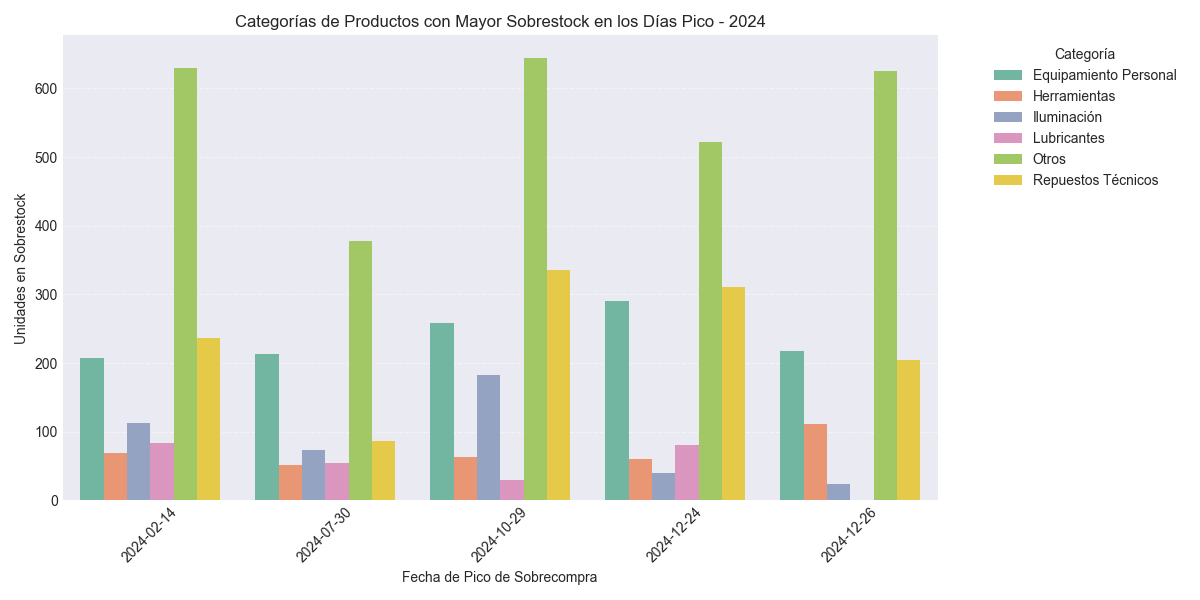 Categorías de Productos con Mayor Sobrestock en los Días Pico - 2024
Categoría
Equipamiento Personal
Herramientas
Iluminación
Lubricantes
Otros
Repuestos Técnicos
Unidades en Sobrestock
600
500
400
300
200
100
0
2024-02-14
2024-07-30
2024-10-29
2024-12-24
2024-12-26
Fecha de Pico de Sobrecompra